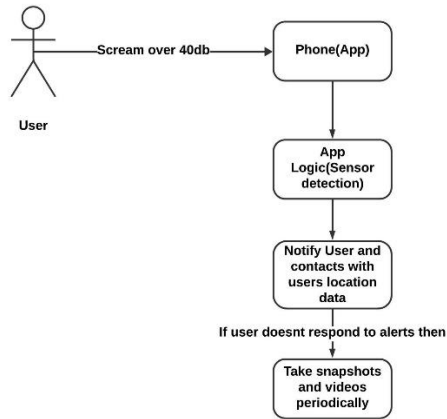 Scream over 40db
Phone(App)
User
App
Logic(Sensor
detection)
Notify User and
contacts with
users location
data
If user doesnt respond to alerts then
Take snapshots
and videos
periodically